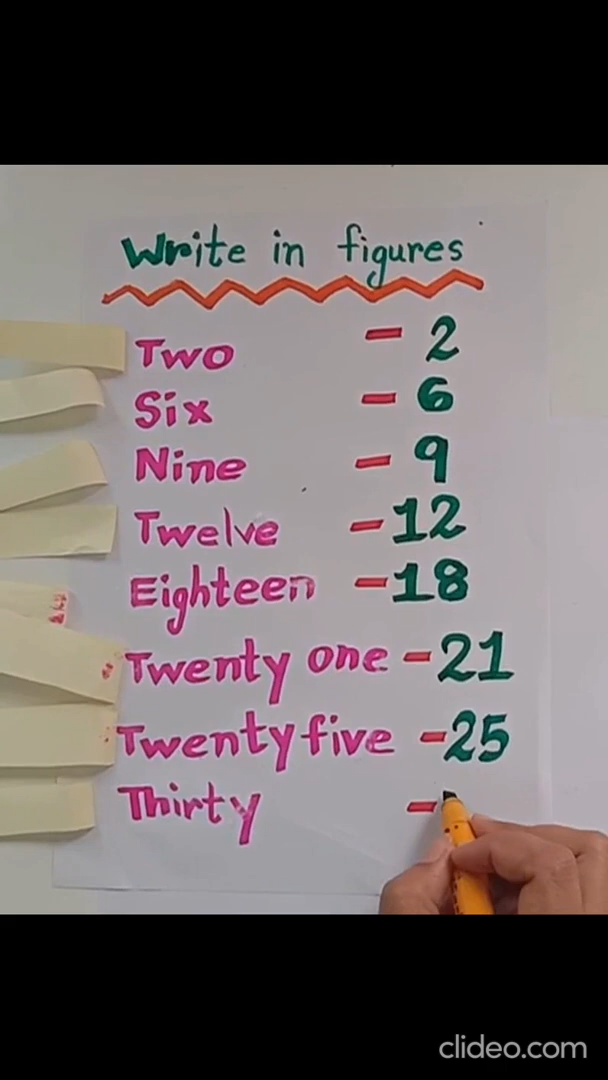 Write in figures
Two - 2
Six - 6
Nine - 9
Twelve - 12
Eighteen - 18
Twenty one - 21
Twenty five - 25
Thirty -
clideo.com